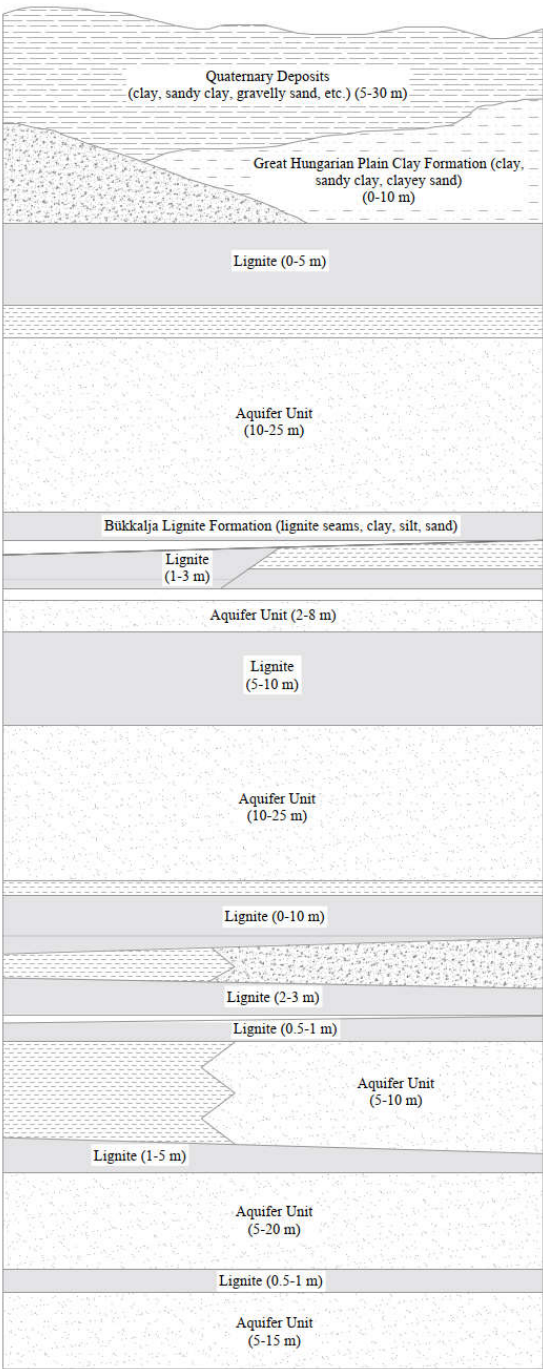 Quaternary Deposits
(clay, sandy clay, gravelly sand, etc.) (5-30 m)
Great Hungarian Plain Clay Formation (clay,
sandy clay, clayey sand)
(0-10 m)
Lignite (0-5 m)
Aquifer Unit
(10-25 m)
Bükkalja Lignite Formation (lignite seams, clay, silt, sand)
Lignite
(1-3 m)
Aquifer Unit (2-8 m)
Lignite
(5-10 m)
Aquifer Unit
(10-25 m)
Lignite (0-10 m)
Lignite (2-3 m)
Lignite (0.5-1 m)
Aquifer Unit
(5-10 m)
Lignite (1-5 m)
Aquifer Unit
(5-20 m)
Lignite (0.5-1 m)
Aquifer Unit
(5-15 m)